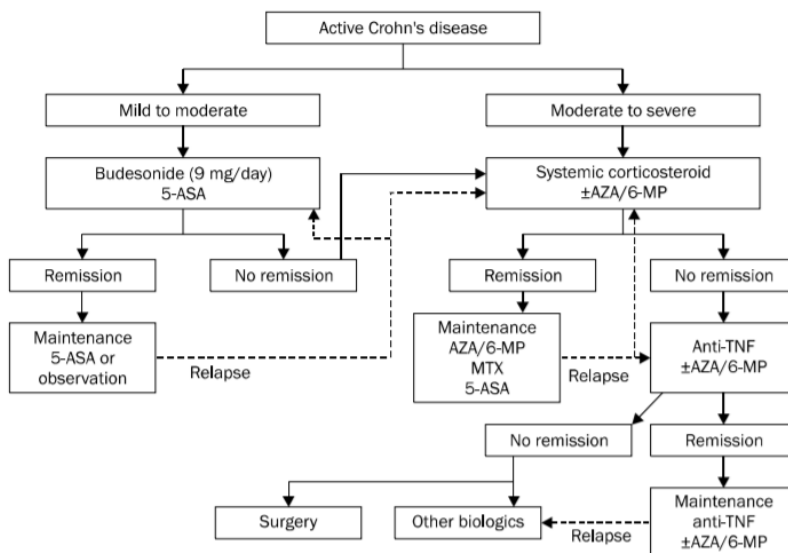 Active Crohn's disease
Mild to moderate
Moderate to severe
Budesonide (9 mg/day)
5-ASA
Systemic corticosteroid
±AZA/6-MP
Remission
No remission
Remission
No remission
Maintenance
5-ASA or
observation
Relapse
Maintenance
AZA/6-MP
MTX
5-ASA
Relapse
Anti-TNF
±AZA/6-MP
No remission
Remission
Surgery
Other biologics
Relapse
Maintenance
anti-TNF
±AZA/6-MP